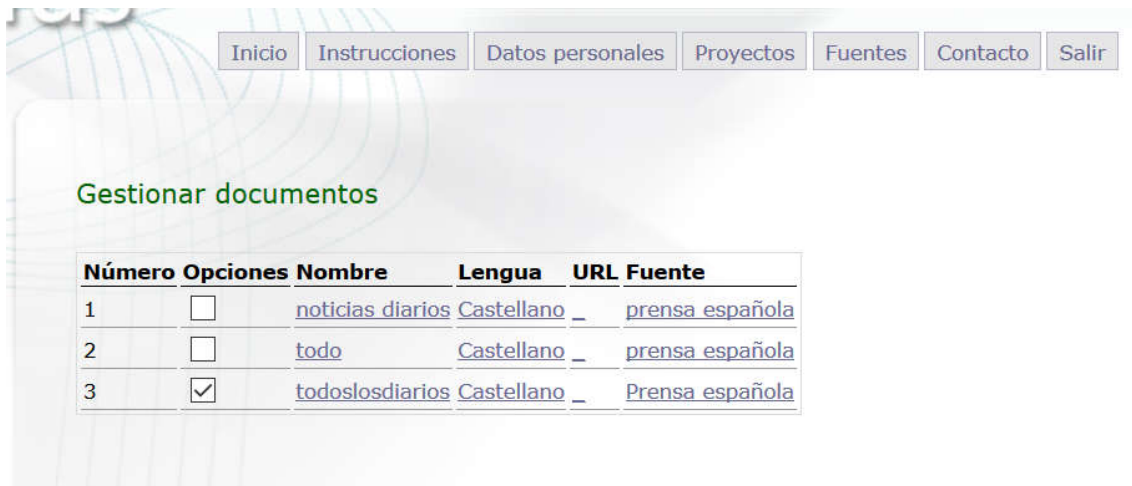 Inicio Instrucciones Datos personales Proyectos Fuentes Contacto Salir
Gestionar documentos
Número Opciones Nombre Lengua URL Fuente
1 noticias diarios Castellano _ prensa española
2 todo Castellano _ prensa española
3 todoslosdiarios Castellano _ Prensa española